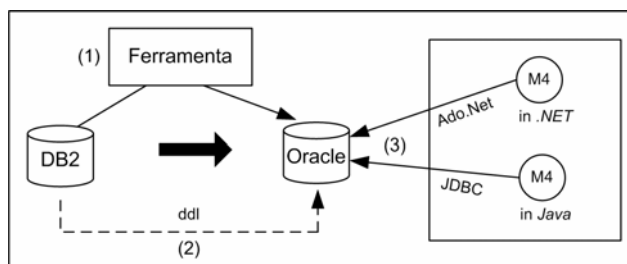 (1)
Ferramenta
DB2
Oracle
ddl
(2)
(3)
Ado.Net
JDBC
M4
in .NET
M4
in Java